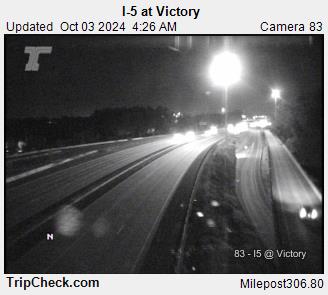 I-5 at Victory
Updated Oct 03 2024 4:26 AM Camera 83
T
N
83 - I5 @ Victory
TripCheck.com Milepost306.80